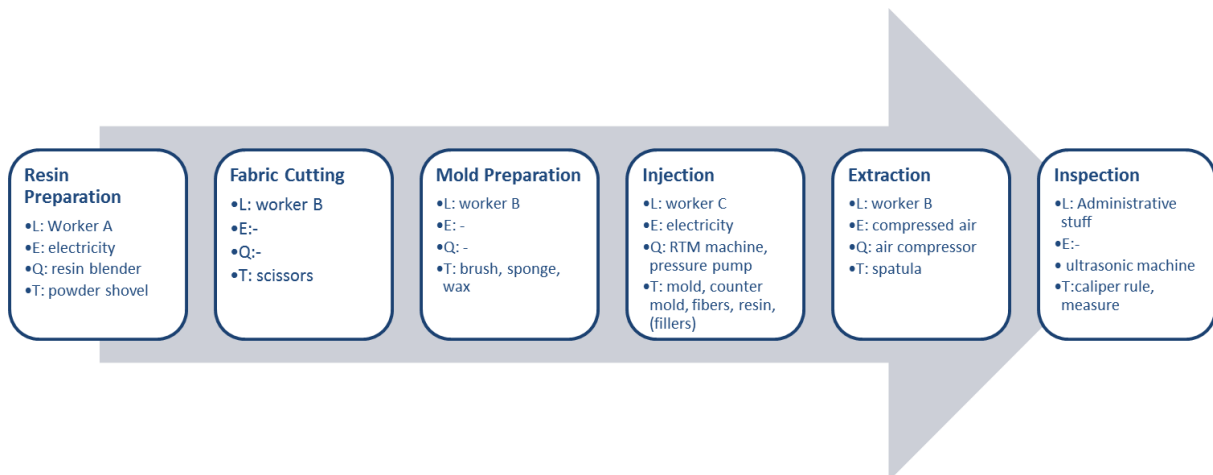 Resin
Preparation
•L: Worker A
•E: electricity
•Q: resin blender
•T: powder shovel
Fabric Cutting
•L: worker B
•E:-
•Q:-
•T: scissors
Mold Preparation
•L: worker B
•E: -
•Q: -
•T: brush, sponge,
wax
Injection
•L: worker C
•E: electricity
•Q: RTM machine,
pressure pump
•T: mold, counter
mold, fibers, resin,
(fillers)
Extraction
•L: worker B
•E: compressed air
•Q: air compressor
•T: spatula
Inspection
•L: Administrative
stuff
•E:-
• ultrasonic machine
•T:caliper rule,
measure